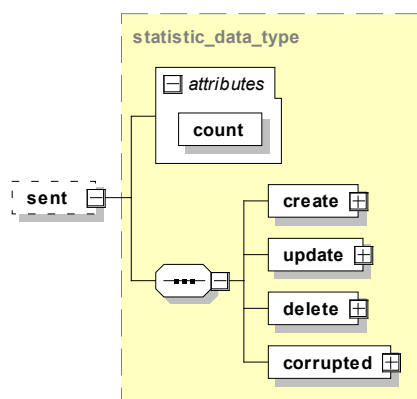 statistic_data_type
attributes
count
sent
create
update
delete
corrupted